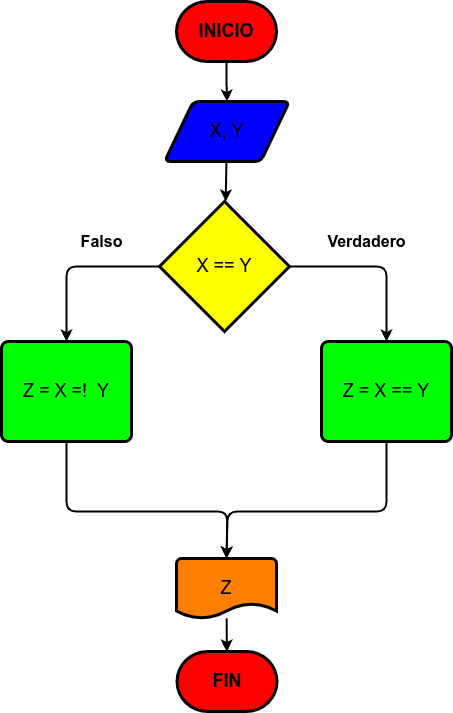 INICIO
X, Y
Falso
Verdadero
X == Y
Z = X =!  Y
Z = X == Y
Z
FIN